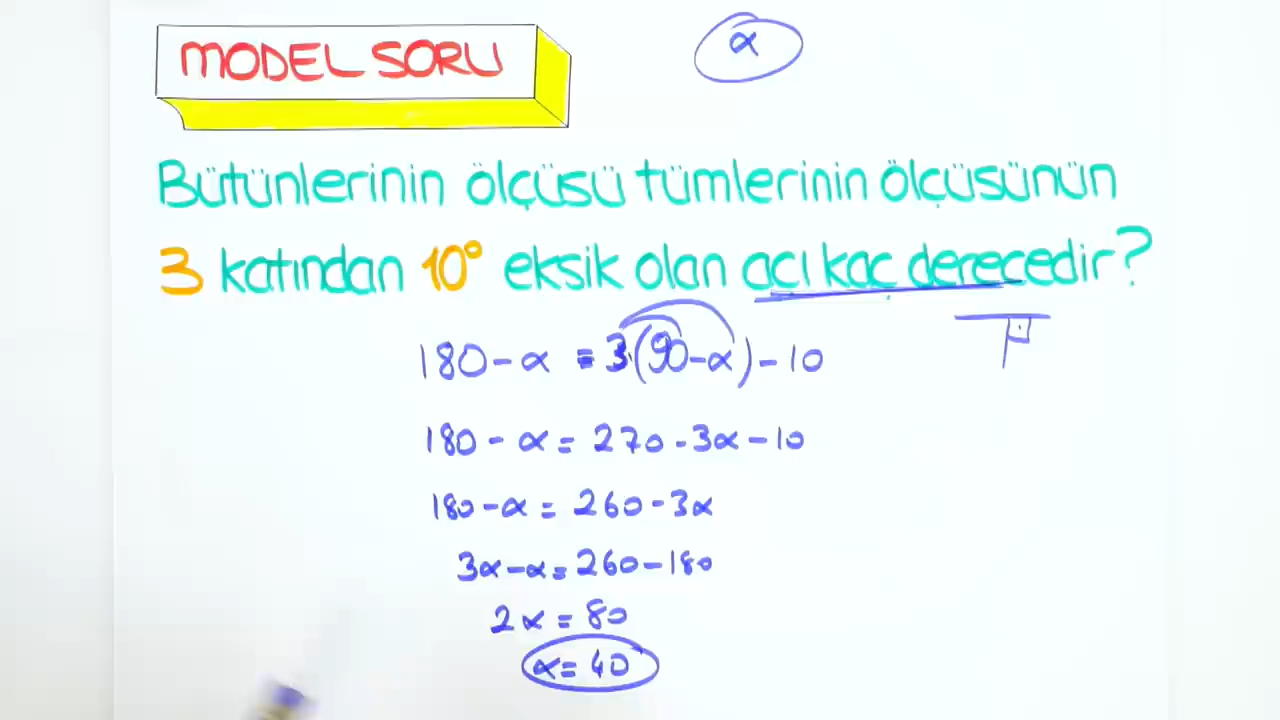 MODEL SORU
α
Bütünlerinin ölçüsü tümlerinin ölçüsünün
3 katından 10° eksik olan açı kaç derecedir?
180-α = 3(90-α)-10
180-α = 270-3α-10
180-α = 260-3α
3α-α = 260-180
2α = 80
α = 40